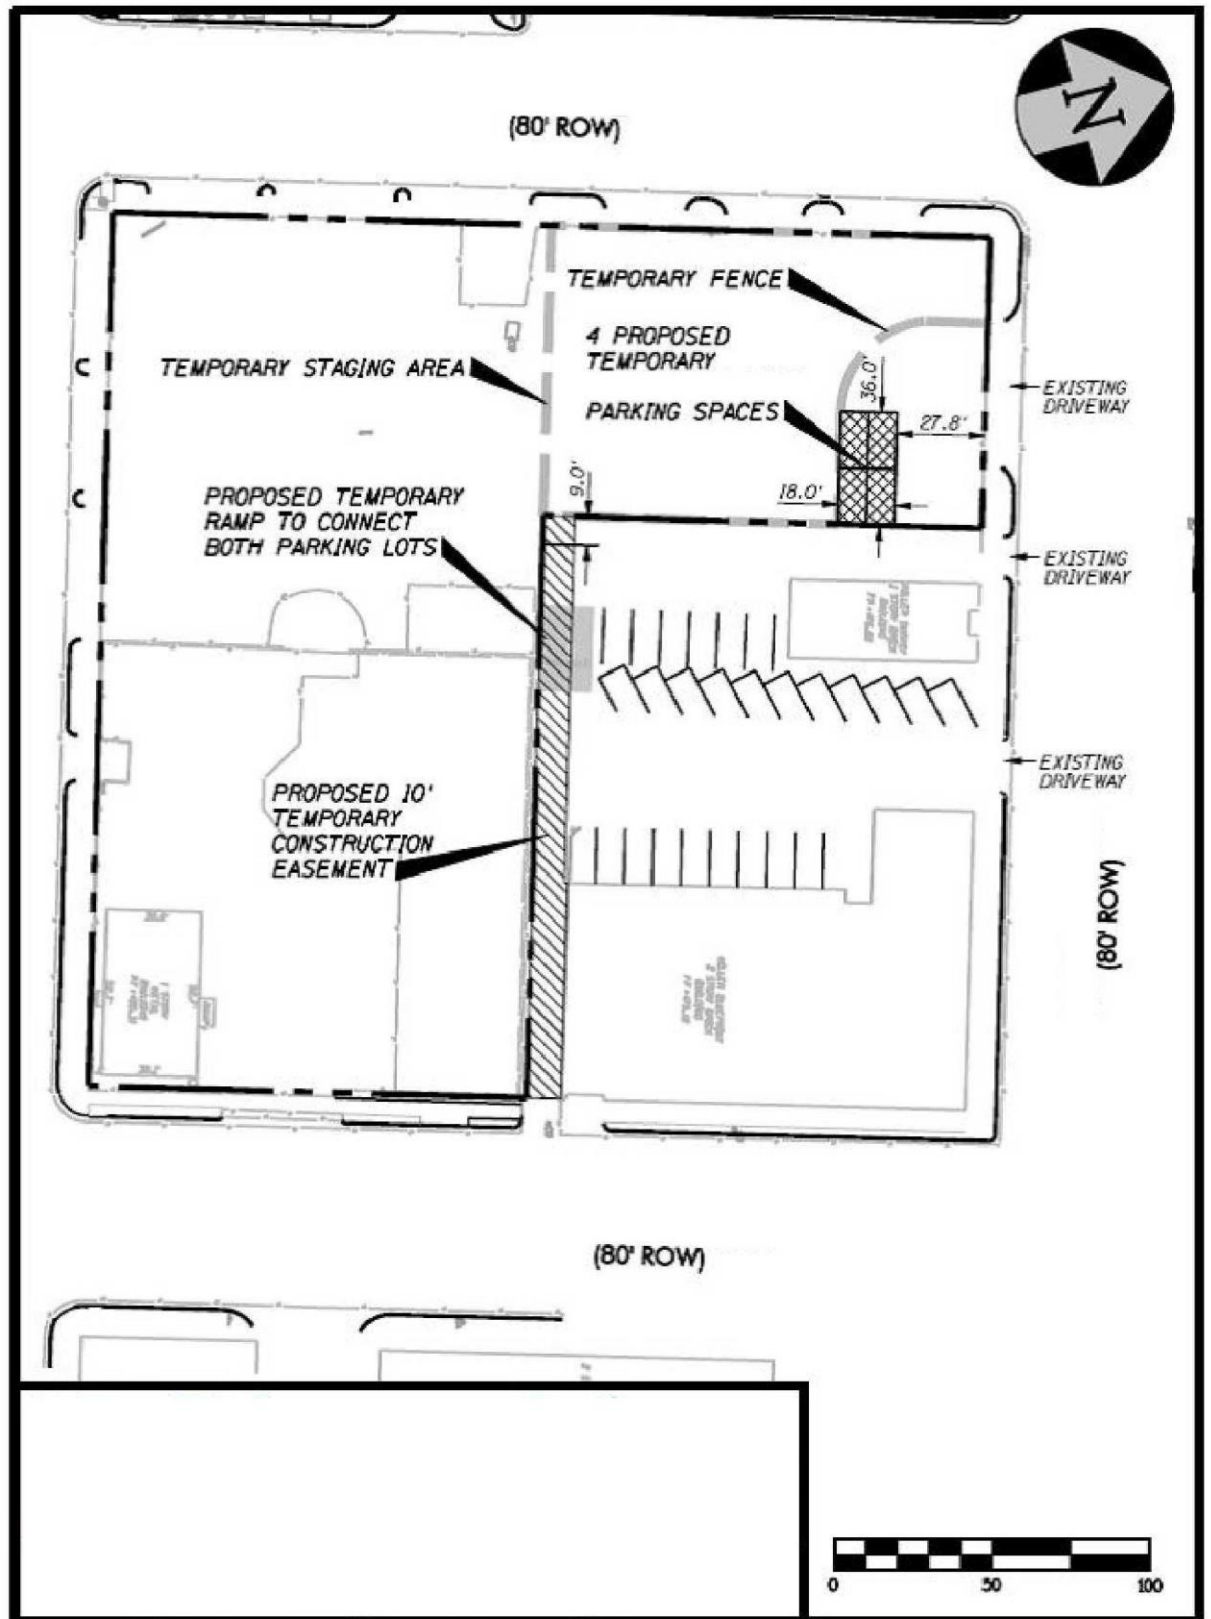 (80' ROW)
N
TEMPORARY FENCE
4 PROPOSED
TEMPORARY
PARKING SPACES
TEMPORARY STAGING AREA
36.0'
27.8'
18.0'
9.0'
EXISTING
DRIVEWAY
PROPOSED TEMPORARY
RAMP TO CONNECT
BOTH PARKING LOTS
EXISTING
DRIVEWAY
EXISTING
DRIVEWAY
PROPOSED 10'
TEMPORARY
CONSTRUCTION
EASEMENT
(80' ROW)
(80' ROW)
0 50 100